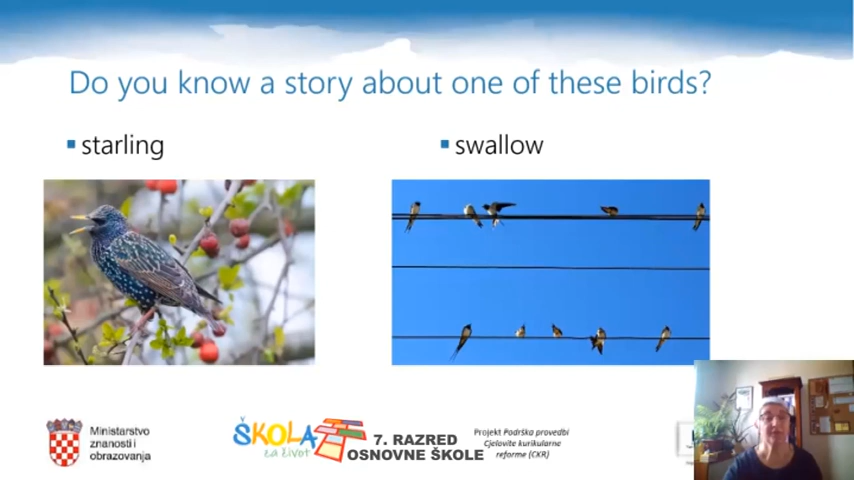 Do you know a story about one of these birds?
▪ starling
▪ swallow
Ministarstvo
znanosti i
obrazovanja
ŠKOLA
za život
7. RAZRED
OSNOVNE ŠKOLE
Projekt Podrška provedbi
Cjelovite kurikularne
reforme (CKR)